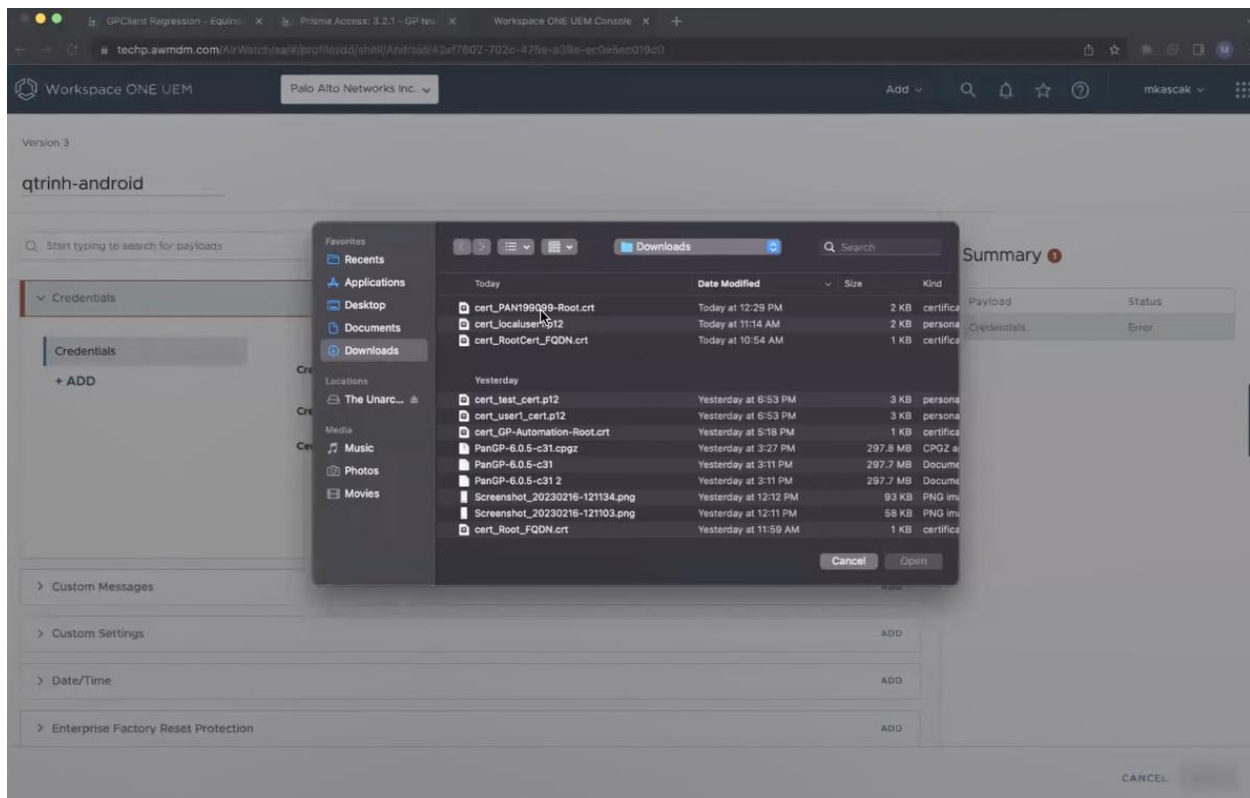 GPClient Regression - Equino
Prisma Access: 3.2.1 - GP tes
Workspace ONE UEM Console
techp.awmdm.com/AirWatch/
Workspace ONE UEM
Palo Alto Networks Inc.
Add
mkascak
Version 3
qtrinh-android
Start typing to search for payloads
Credentials
Credentials
+ ADD
Cre
Cre
Favorites
Recents
Applications
Desktop
Documents
Downloads
Locations
The Unarc...
Media
Music
Photos
Movies
Downloads
Search
Today Date Modified Size Kind
cert_PAN199099-Root.crt Today at 12:29 PM 2 KB certifica
Today at 11:14 AM 2 KB persona
cert_RootCert_FQDN.crt Today at 10:54 AM 1 KB certifica
Yesterday
cert_test_cert.p12 Yesterday at 6:53 PM 3 KB persona
cert_user1_cert.p12 Yesterday at 6:53 PM 3 KB persona
cert_GP-Automation-Root.crt Yesterday at 5:18 PM 1 KB certifica
PanGP-6.0.5-c31.cpgz Yesterday at 3:27 PM 297.8 MB CPGZ a
PanGP-6.0.5-c31 Yesterday at 3:11 PM 297.7 MB Docume
PanGP-6.0.5-c31 2 Yesterday at 3:11 PM 297.7 MB Docume
Screenshot_20230216-121134.png Yesterday at 12:12 PM 93 KB PNG ima
Screenshot_20230216-121103.png Yesterday at 12:11 PM 58 KB PNG ima
cert_Root_FQDN.crt Yesterday at 11:59 AM 1 KB certifica
Cancel Open
Summary 1
Payload Status
Credentials Error
Custom Messages
Custom Settings ADD
Date/Time ADD
Enterprise Factory Reset Protection ADD
CANCEL